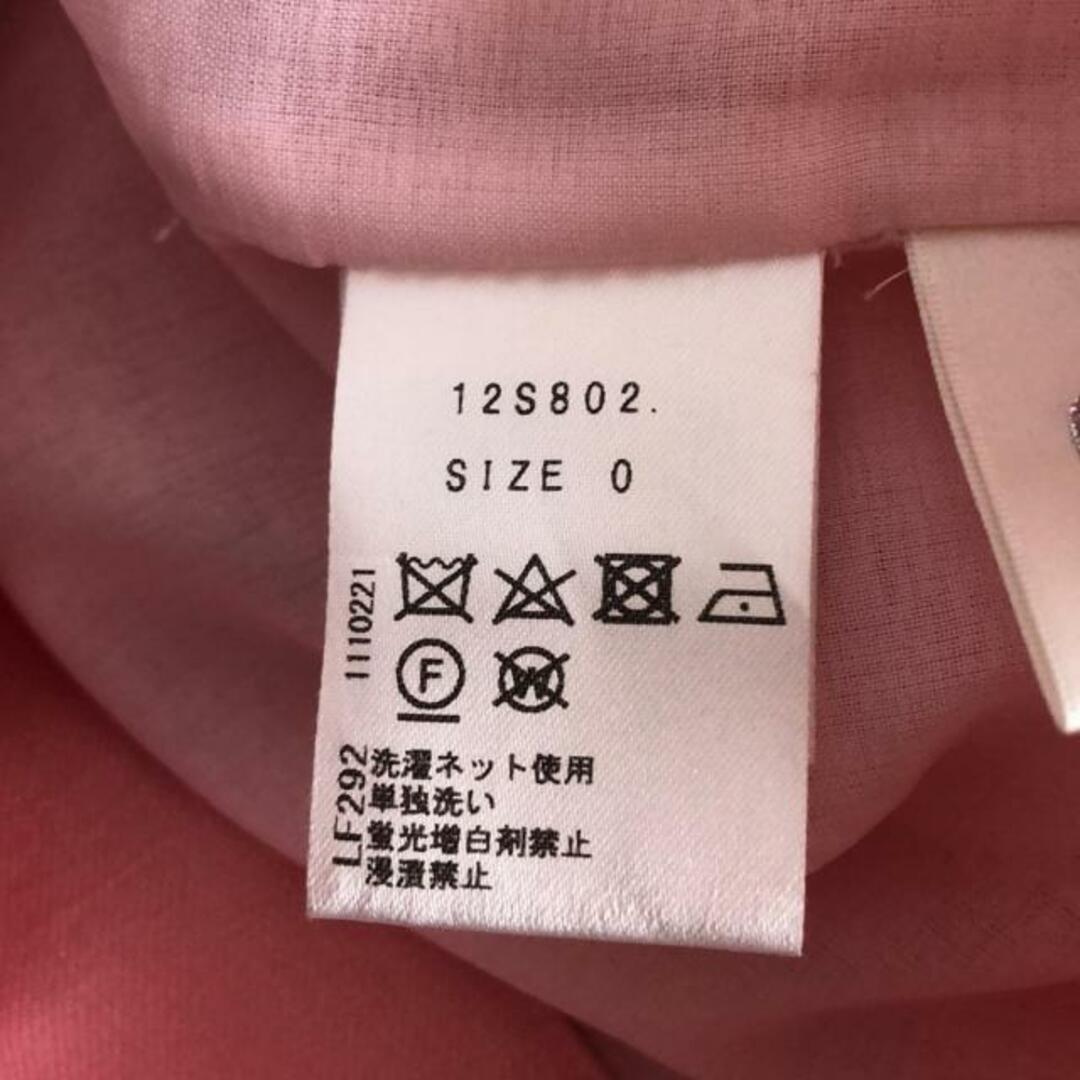 12S802.
SIZE 0
1110221
F
W
LF292
洗濯ネット使用
単独洗い
蛍光増白剤禁止
浸漬禁止